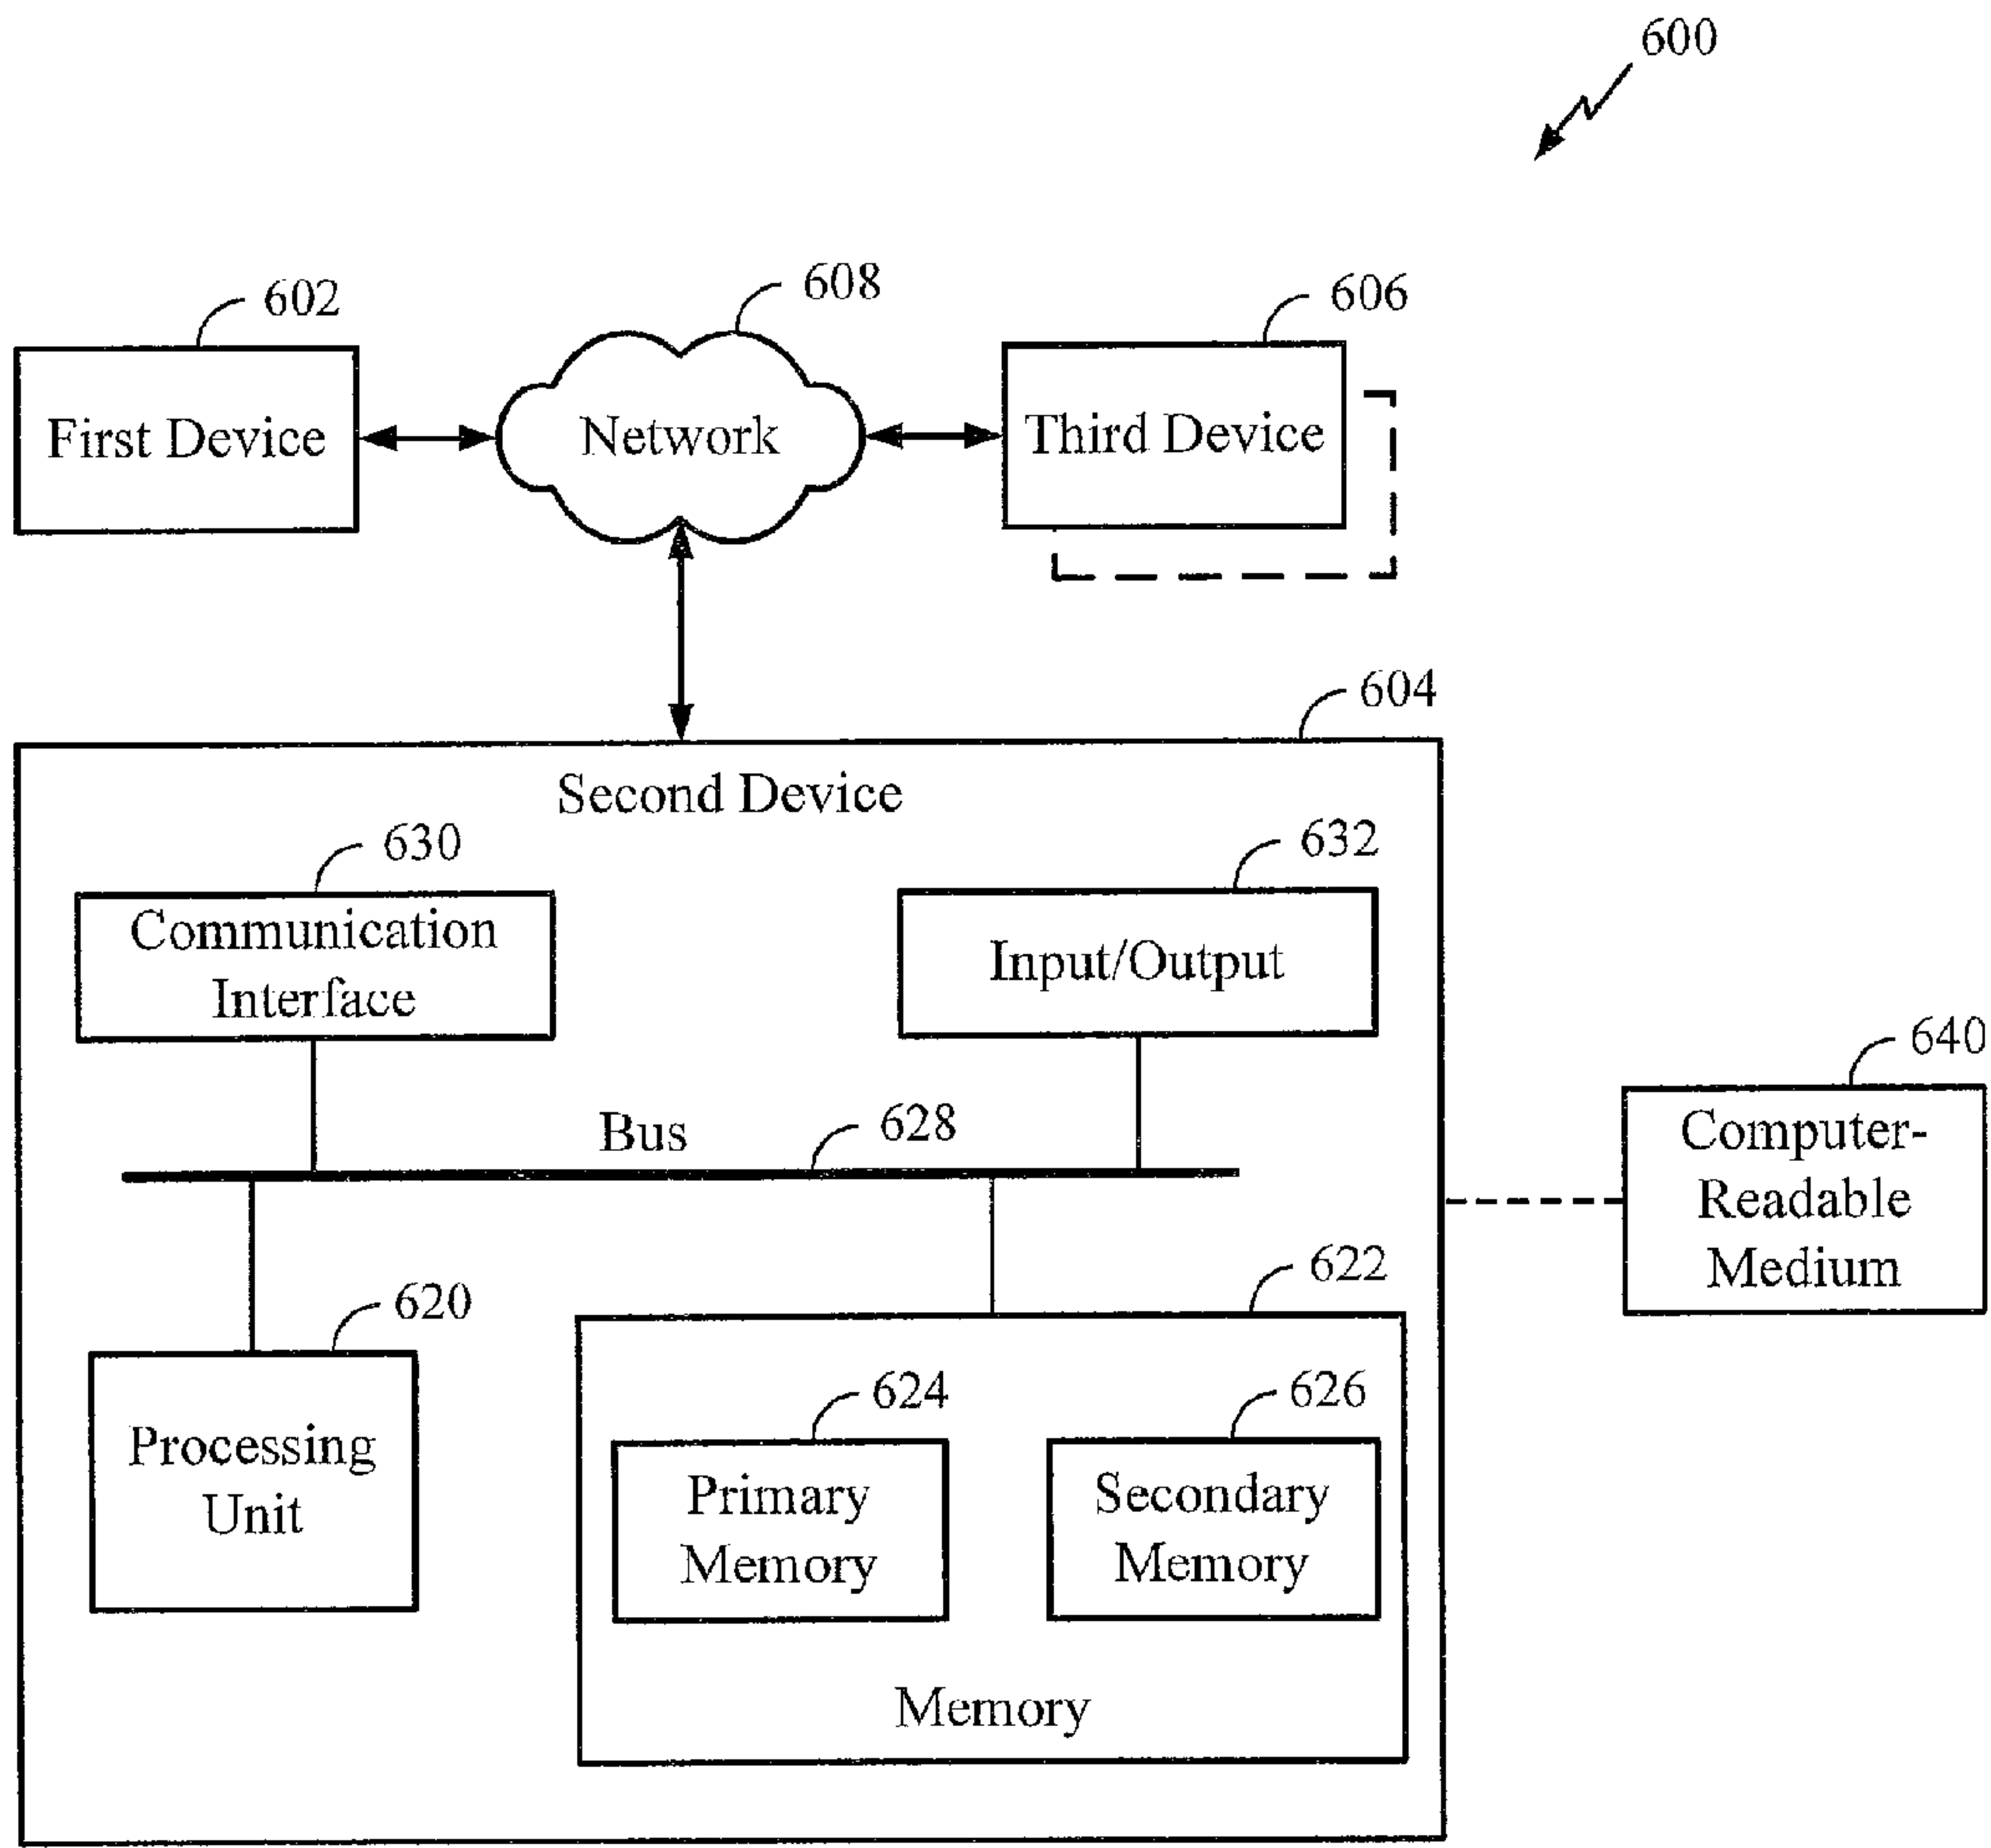 600
602
608
606
First Device
Network
Third Device
604
Second Device
630
632
Communication
Interface
Input/Output
640
Bus
628
Computer-
Readable
Medium
622
620
624
626
Processing
Unit
Primary
Memory
Secondary
Memory
Memory